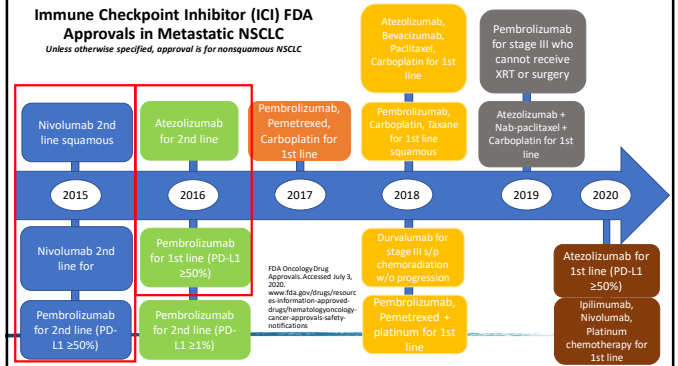 Immune Checkpoint Inhibitor (ICI) FDA
Approvals in Metastatic NSCLC
Unless otherwise specified, approval is for nonsquamous NSCLC
Atezolizumab,
Bevacizumab,
Paclitaxel,
Carboplatin for 1st
line
Pembrolizumab
for stage III who
cannot receive
XRT or surgery
Nivolumab 2nd
line squamous
Atezolizumab
for 2nd line
Pembrolizumab,
Pemetrexed,
Carboplatin for 1st
line
Pembrolizumab,
Carboplatin, Taxane
for 1st line
squamous
Atezolizumab +
Nab-paclitaxel +
Carboplatin for 1st
line
2015
2016
2017
2018
2019
2020
Nivolumab 2nd
line for
Pembrolizumab
for 1st line (PD-L1
≥50%)
FDA Oncology Drug
Approvals. Accessed July 3,
2020.
www.fda.gov/drugs/resourc
es-information-approved-
drugs/hematologyoncology-
cancer-approvals-safety-
notifications
Durvalumab for
stage III s/p
chemoradiation
w/o progression
Atezolizumab for
1st line (PD-L1
≥50%)
Pembrolizumab
for 2nd line (PD-
L1 ≥50%)
Pembrolizumab
for 2nd line (PD-
L1 ≥1%)
Pembrolizumab,
Pemetrexed +
platinum for 1st
line
Ipilimumab,
Nivolumab,
Platinum
chemotherapy for
1st line